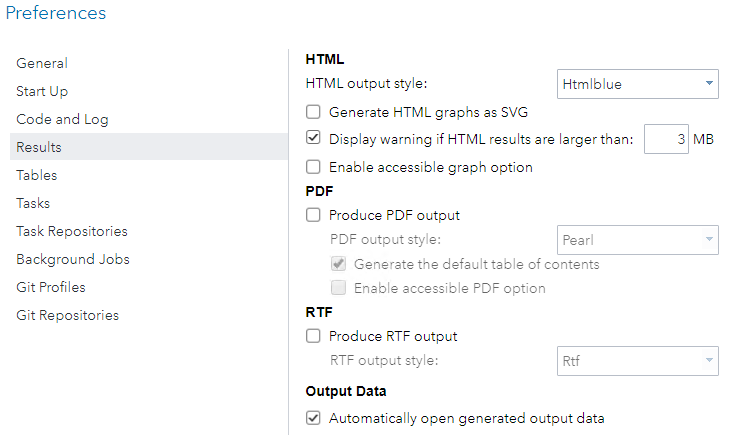 Preferences
General
Start Up
Code and Log
Results
Tables
Tasks
Task Repositories
Background Jobs
Git Profiles
Git Repositories
HTML
HTML output style: Htmlblue
Generate HTML graphs as SVG
Display warning if HTML results are larger than: 3 MB
Enable accessible graph option
PDF
Produce PDF output
PDF output style: Pearl
Generate the default table of contents
Enable accessible PDF option
RTF
Produce RTF output
RTF output style: Rtf
Output Data
Automatically open generated output data